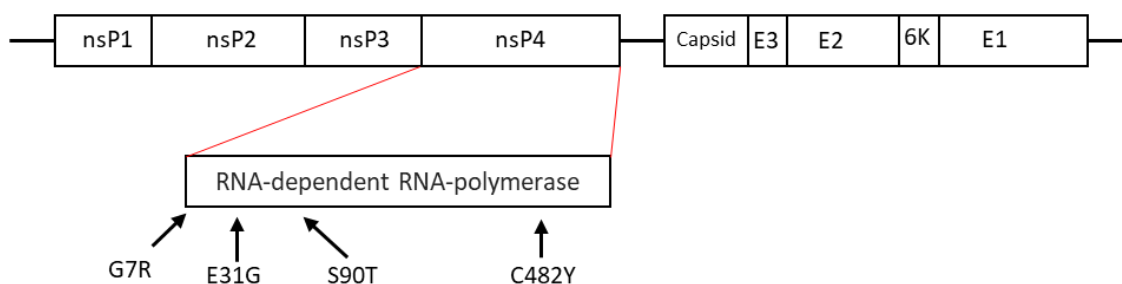 nsP1 nsP2 nsP3 nsP4 Capsid E3 E2 6K E1
RNA-dependent RNA-polymerase
G7R E31G S90T C482Y